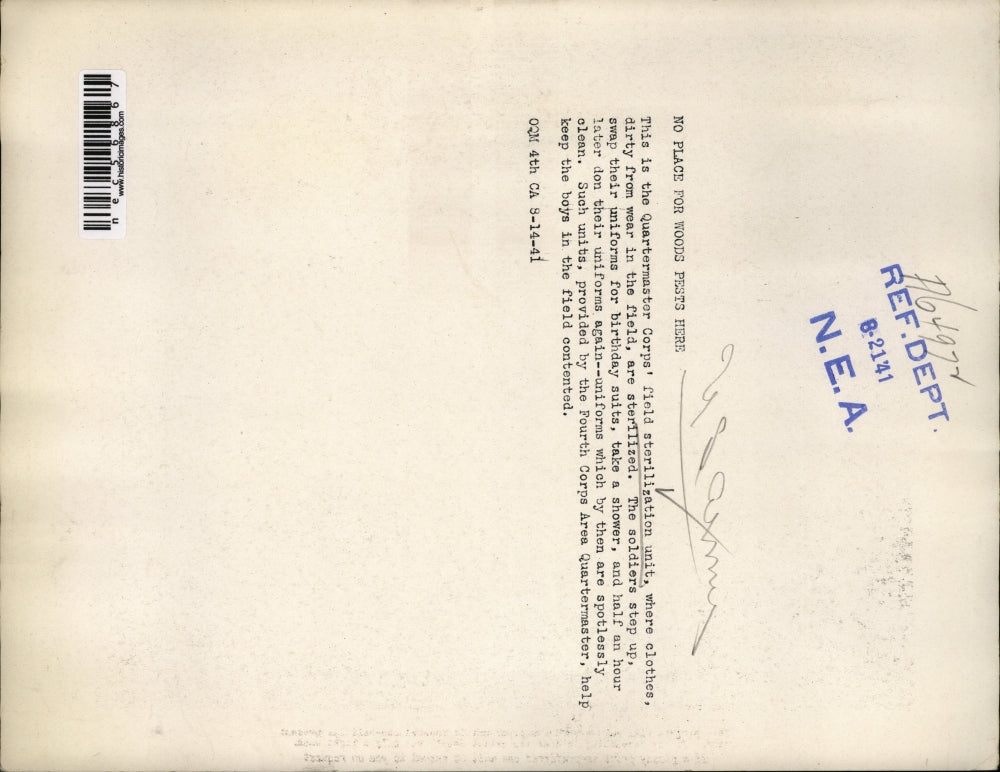 N64972
REF. DEPT.
8-21 41
N. E. A.
NO PLACE FOR WOODS PESTS HERE
This is the Quartermaster Corps' field sterilization unit, where clothes,
dirty from wear in the field, are sterilized. The soldiers step up,
swap their uniforms for birthday suits, take a shower, and half an hour
later don their uniforms again--uniforms which by then are spotlessly
clean. Such units, provided by the Fourth Corps Area Quartermaster, help
keep the boys in the field contented.
OQM 4th CA 8-14-41
www.historicimages.com
nec56867